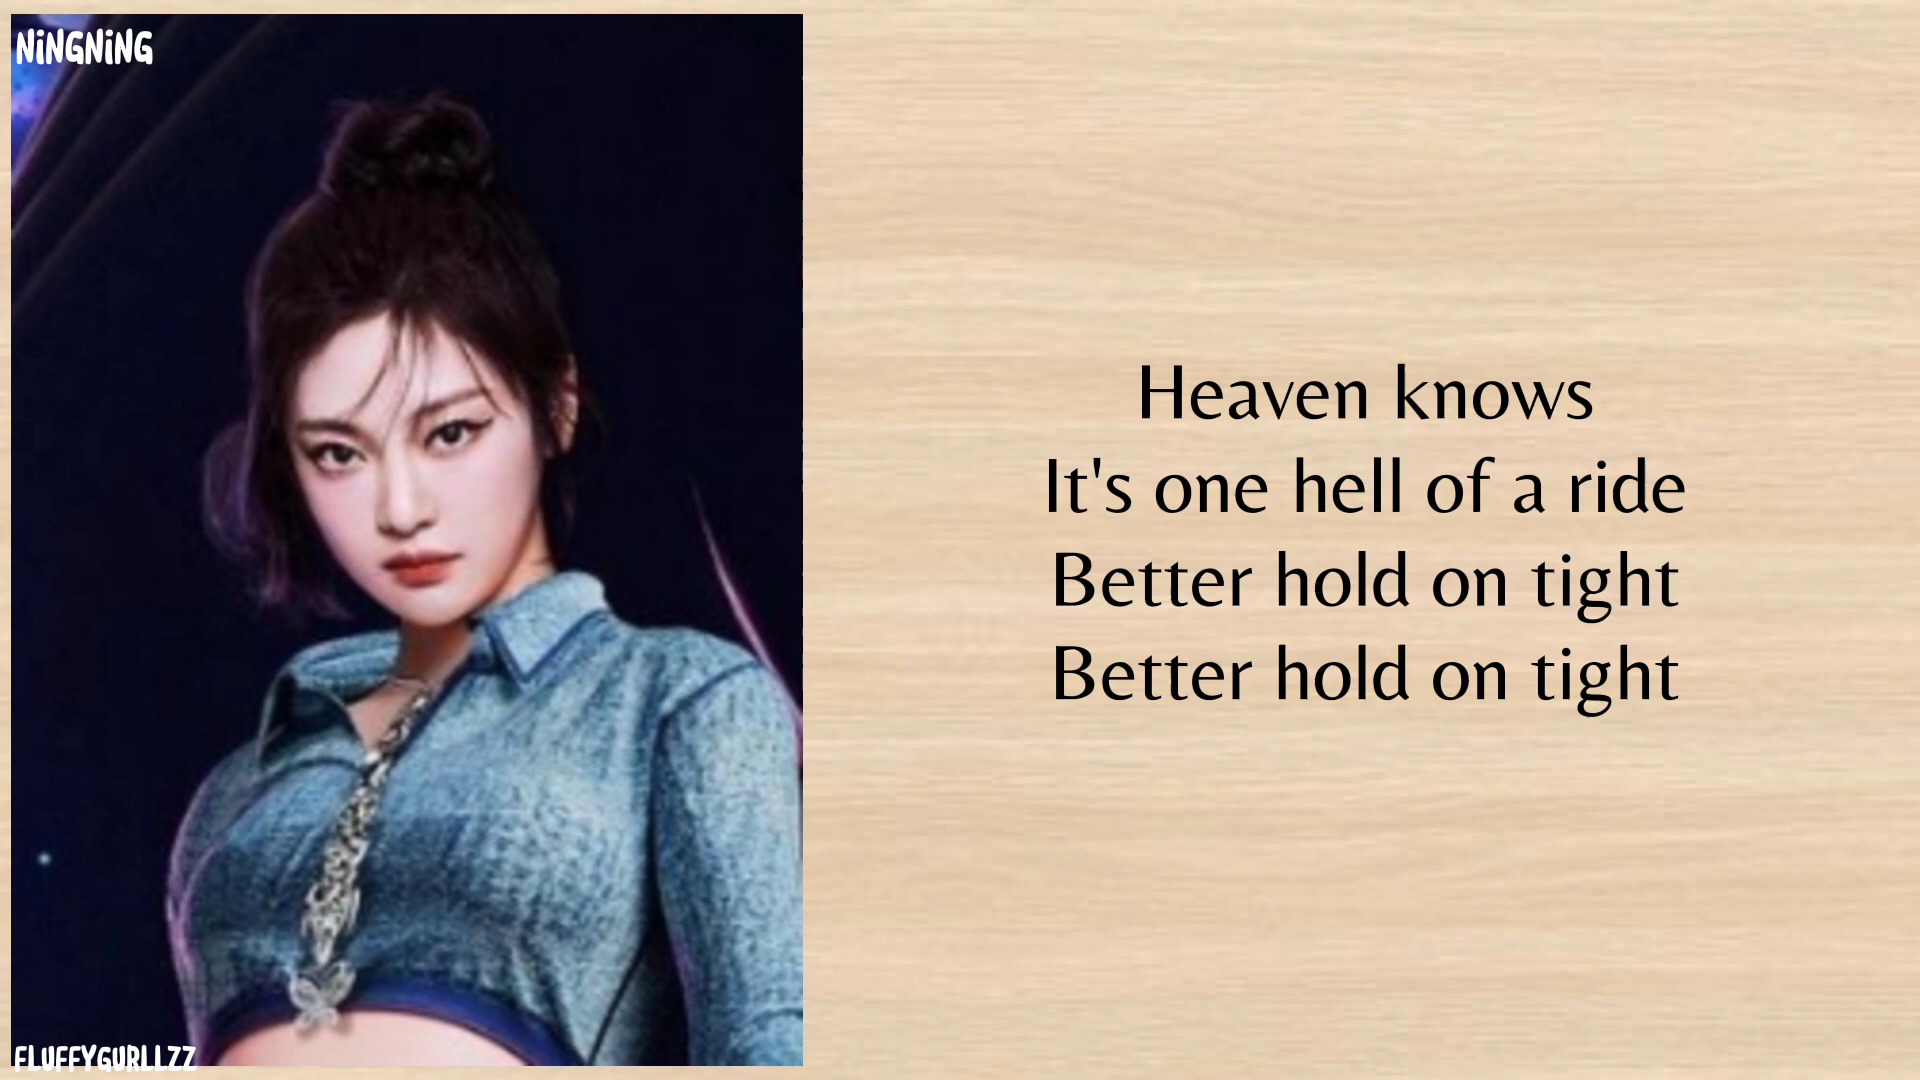 NiNGNiNG
Heaven knows
It's one hell of a ride
Better hold on tight
Better hold on tight
FLUFFYGURLLZZ